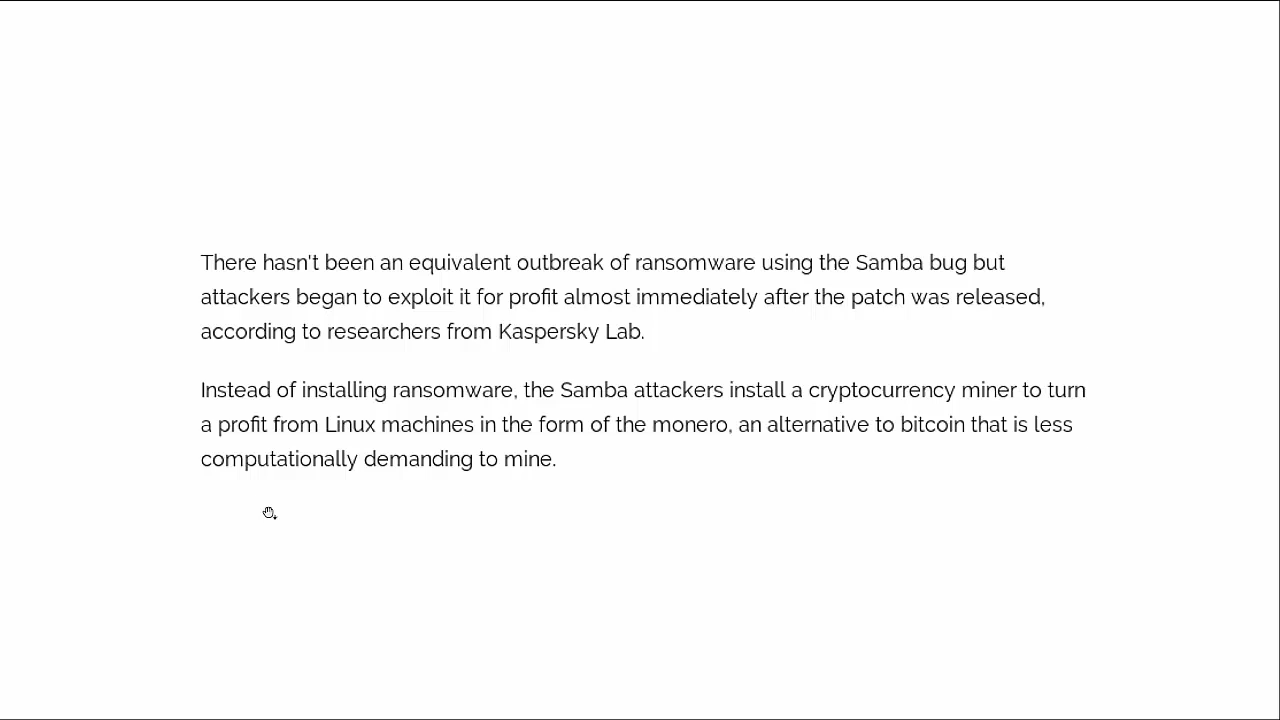 There hasn't been an equivalent outbreak of ransomware using the Samba bug but
attackers began to exploit it for profit almost immediately after the patch was released,
according to researchers from Kaspersky Lab.
Instead of installing ransomware, the Samba attackers install a cryptocurrency miner to turn
a profit from Linux machines in the form of the monero, an alternative to bitcoin that is less
computationally demanding to mine.